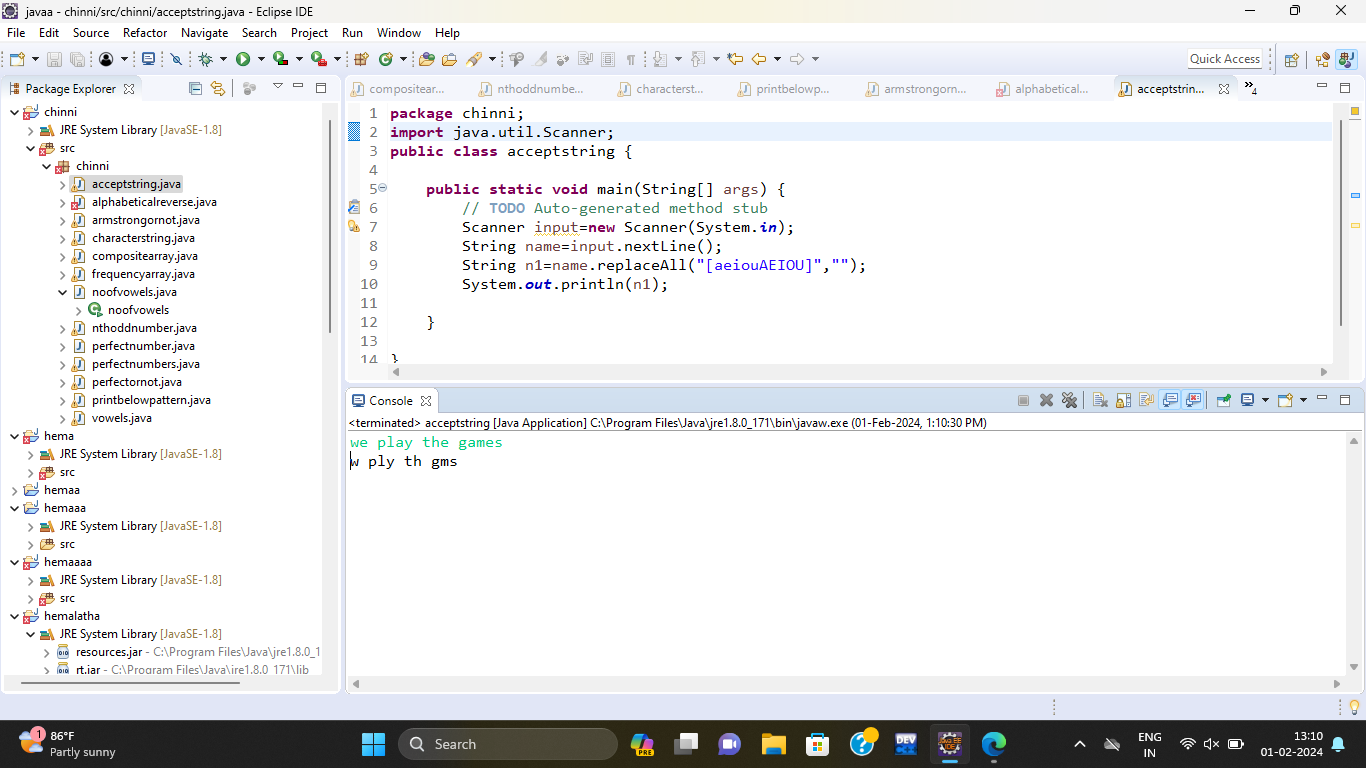 javaa - chinni/src/chinni/acceptstring.java - Eclipse IDE
File Edit Source Refactor Navigate Search Project Run Window Help
Quick Access
Package Explorer
chinni
JRE System Library [JavaSE-1.8]
src
chinni
acceptstring.java
alphabeticalreverse.java
armstrongornot.java
characterstring.java
compositearray.java
frequencyarray.java
noofvowels.java
noofvowels
nthoddnumber.java
perfectnumber.java
perfectnumbers.java
perfectornot.java
printbelowpattern.java
vowels.java
hema
JRE System Library [JavaSE-1.8]
src
hemaa
hemaaa
JRE System Library [JavaSE-1.8]
src
hemaaaa
JRE System Library [JavaSE-1.8]
src
hemalatha
JRE System Library [JavaSE-1.8]
resources.jar - C:\Program Files\Java\jre1.8.0_1
rt.jar - C:\Program Files\Java\jre1.8.0_171\lib
compositear... nthoddnumbe... characterst... printbelowp... armstrongorn... alphabetical... acceptstrin... »4
1 package chinni;
2 import java.util.Scanner;
3 public class acceptstring {
4
5 public static void main(String[] args) {
6 // TODO Auto-generated method stub
7 Scanner input=new Scanner(System.in);
8 String name=input.nextLine();
9 String n1=name.replaceAll("[aeiouAEIOU]","");
10 System.out.println(n1);
11
12 }
13
14 }
Console
<terminated> acceptstring [Java Application] C:\Program Files\Java\jre1.8.0_171\bin\javaw.exe (01-Feb-2024, 1:10:30 PM)
we play the games
w ply th gms
1
86°F
Partly sunny
Search
PRE
DEV
Java EE
IDE
ENG
IN
13:10
01-02-2024